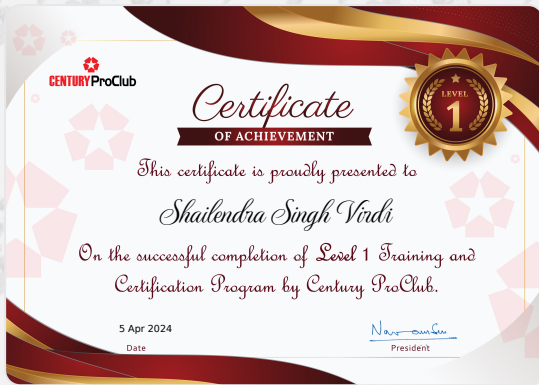 CENTURY ProClub
Certificate
OF ACHIEVEMENT
LEVEL
1
This certificate is proudly presented to
Shailendra Singh Virdi
On the successful completion of Level 1 Training and
Certification Program by Century ProClub.
5 Apr 2024
Date
President